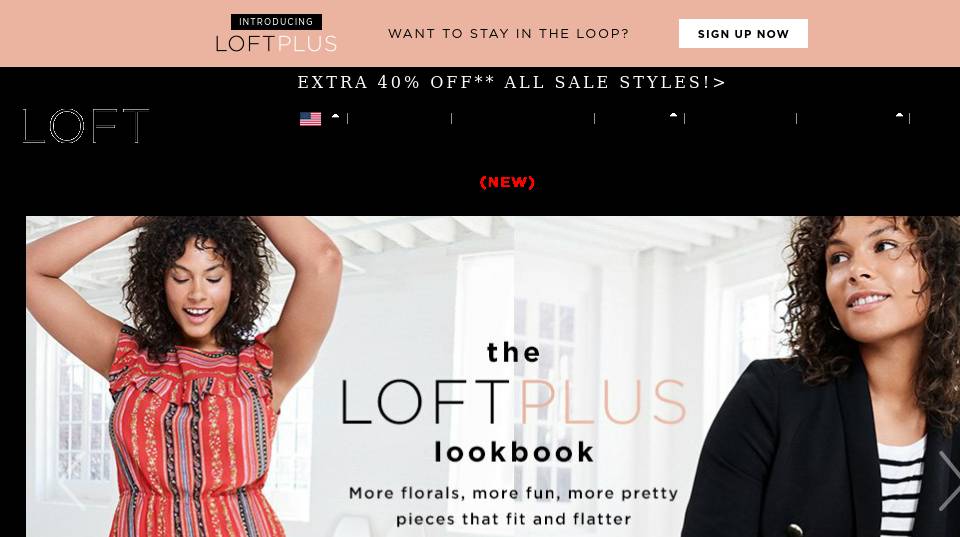 INTRODUCING
LOFTPLUS
WANT TO STAY IN THE LOOP?
SIGN UP NOW
EXTRA 40% OFF** ALL SALE STYLES!>
LOFT
(NEW)
the
LOFTPLUS
lookbook
More florals, more fun, more pretty
pieces that fit and flatter